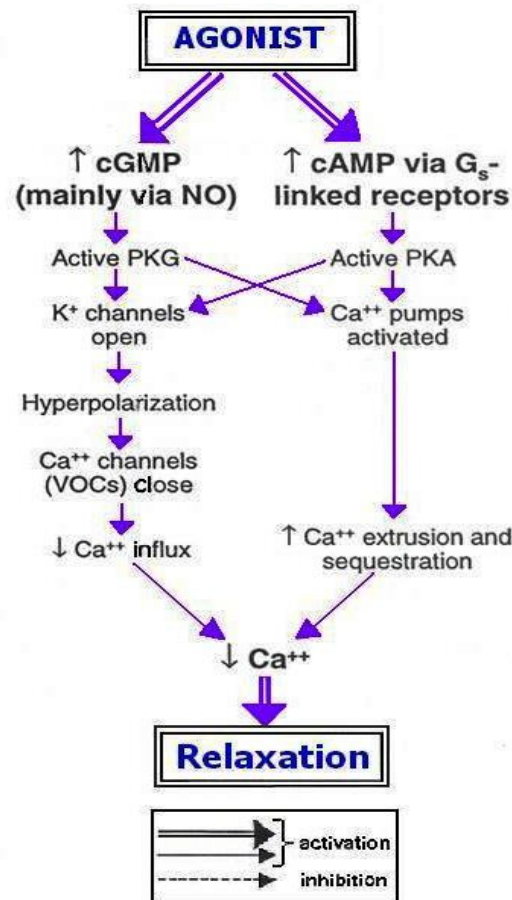 AGONIST
↑ cGMP
(mainly via NO)
↑ cAMP via Gs-
linked receptors
Active PKG
Active PKA
K+ channels
open
Ca++ pumps
activated
Hyperpolarization
Ca++ channels
(VOCs) close
↓ Ca++ influx
↑ Ca++ extrusion and
sequestration
↓ Ca++
Relaxation
activation
inhibition